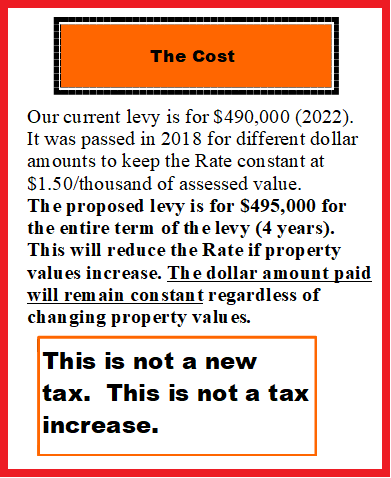 The Cost
Our current levy is for $490,000 (2022).
It was passed in 2018 for different dollar
amounts to keep the Rate constant at
$1.50/thousand of assessed value.
The proposed levy is for $495,000 for
the entire term of the levy (4 years).
This will reduce the Rate if property
values increase. The dollar amount paid
will remain constant regardless of
changing property values.
This is not a new
tax.  This is not a tax
increase.